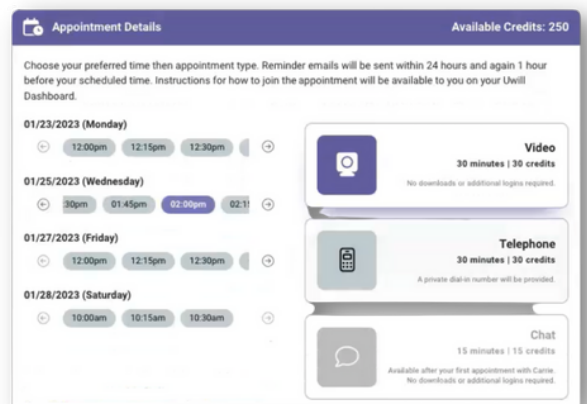 Appointment Details
Available Credits: 250
Choose your preferred time then appointment type. Reminder emails will be sent within 24 hours and again 1 hour
before your scheduled time. Instructions for how to join the appointment will be available to you on your Uwill
Dashboard.
01/23/2023 (Monday)
12:00pm 12:15pm 12:30pm
01/25/2023 (Wednesday)
:30pm 01:45pm 02:00pm 02:1
01/27/2023 (Friday)
12:00pm 12:15pm 12:30pm
01/28/2023 (Saturday)
10:00am 10:15am 10:30am
Video
30 minutes | 30 credits
No downloads or additional logins required.
Telephone
30 minutes | 30 credits
A private dial-in number will be provided.
Chat
15 minutes | 15 credits
Available after your first appointment with Carrie.
No downloads or additional logins required.